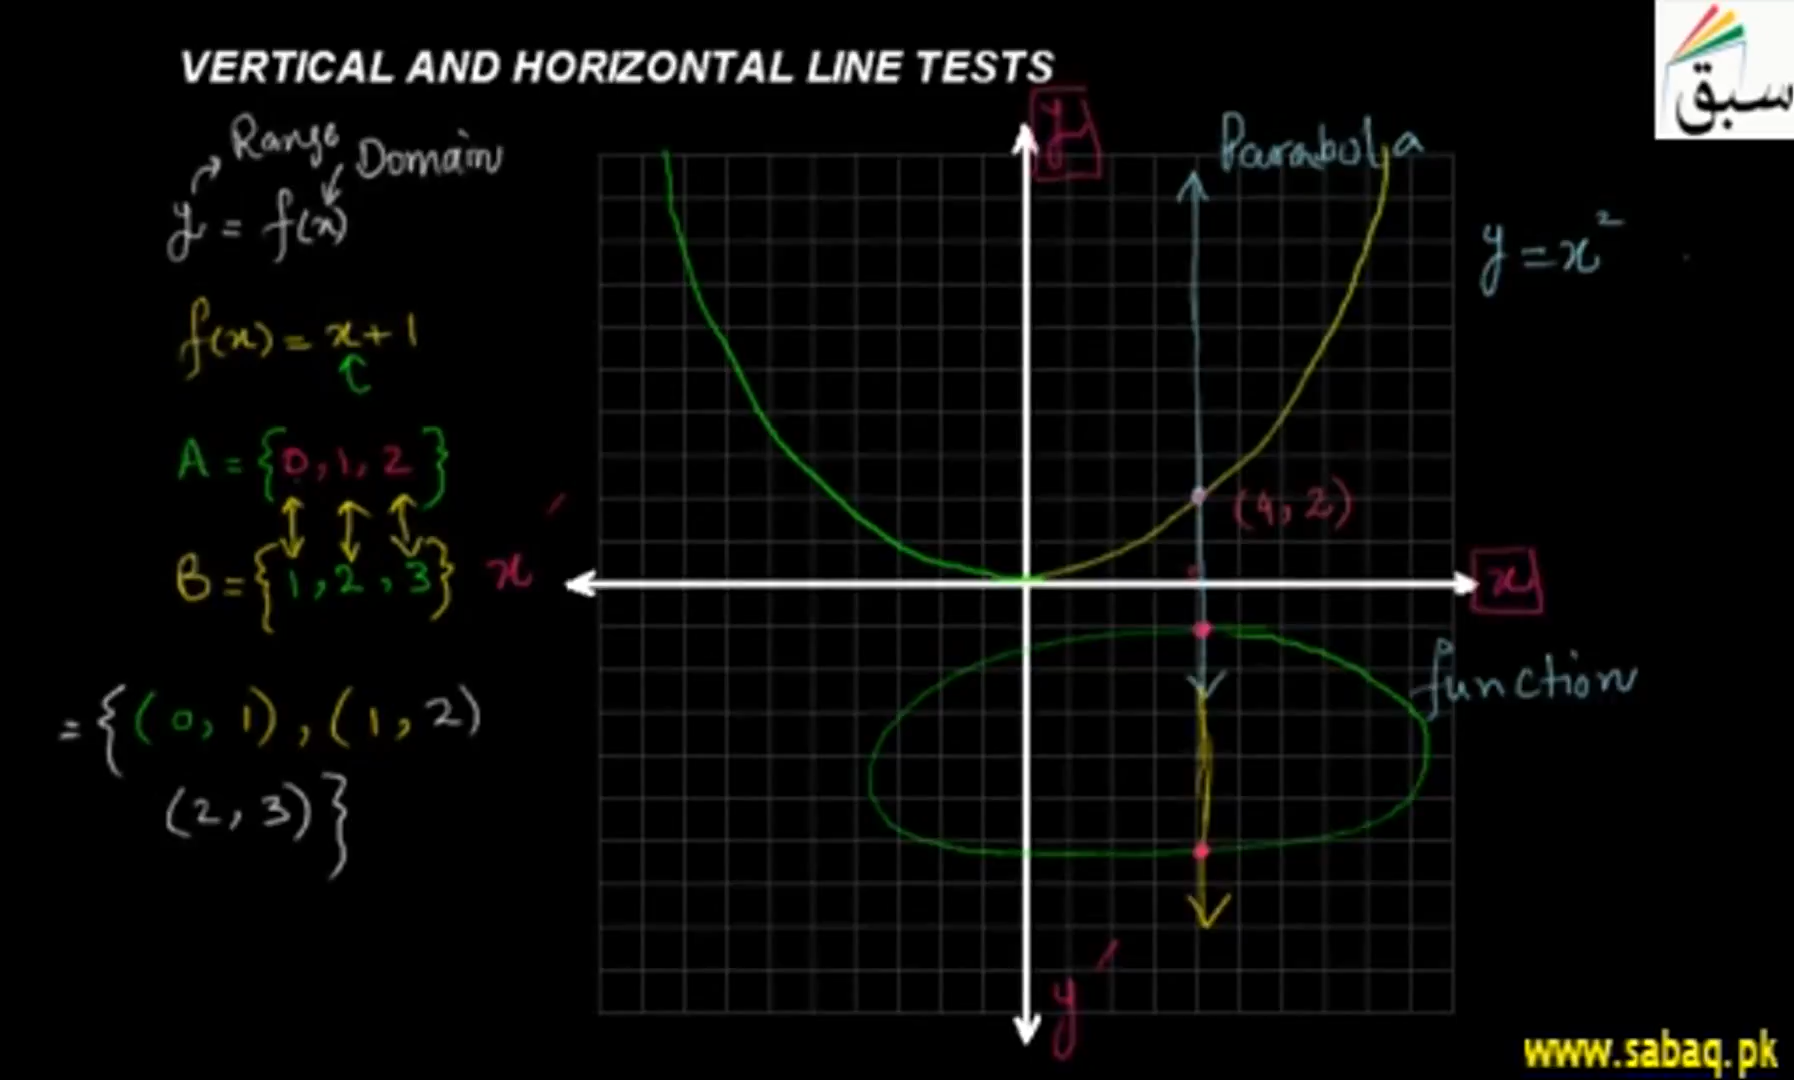 VERTICAL AND HORIZONTAL LINE TESTS
سبق
Range
Domain
y = f(x)
f(x) = x + 1
A = {0, 1, 2}
B = {1, 2, 3}
= {(0, 1), (1, 2)
(2, 3)}
y
Parabola
y = x²
(4, 2)
x'
x
function
y'
www.sabaq.pk